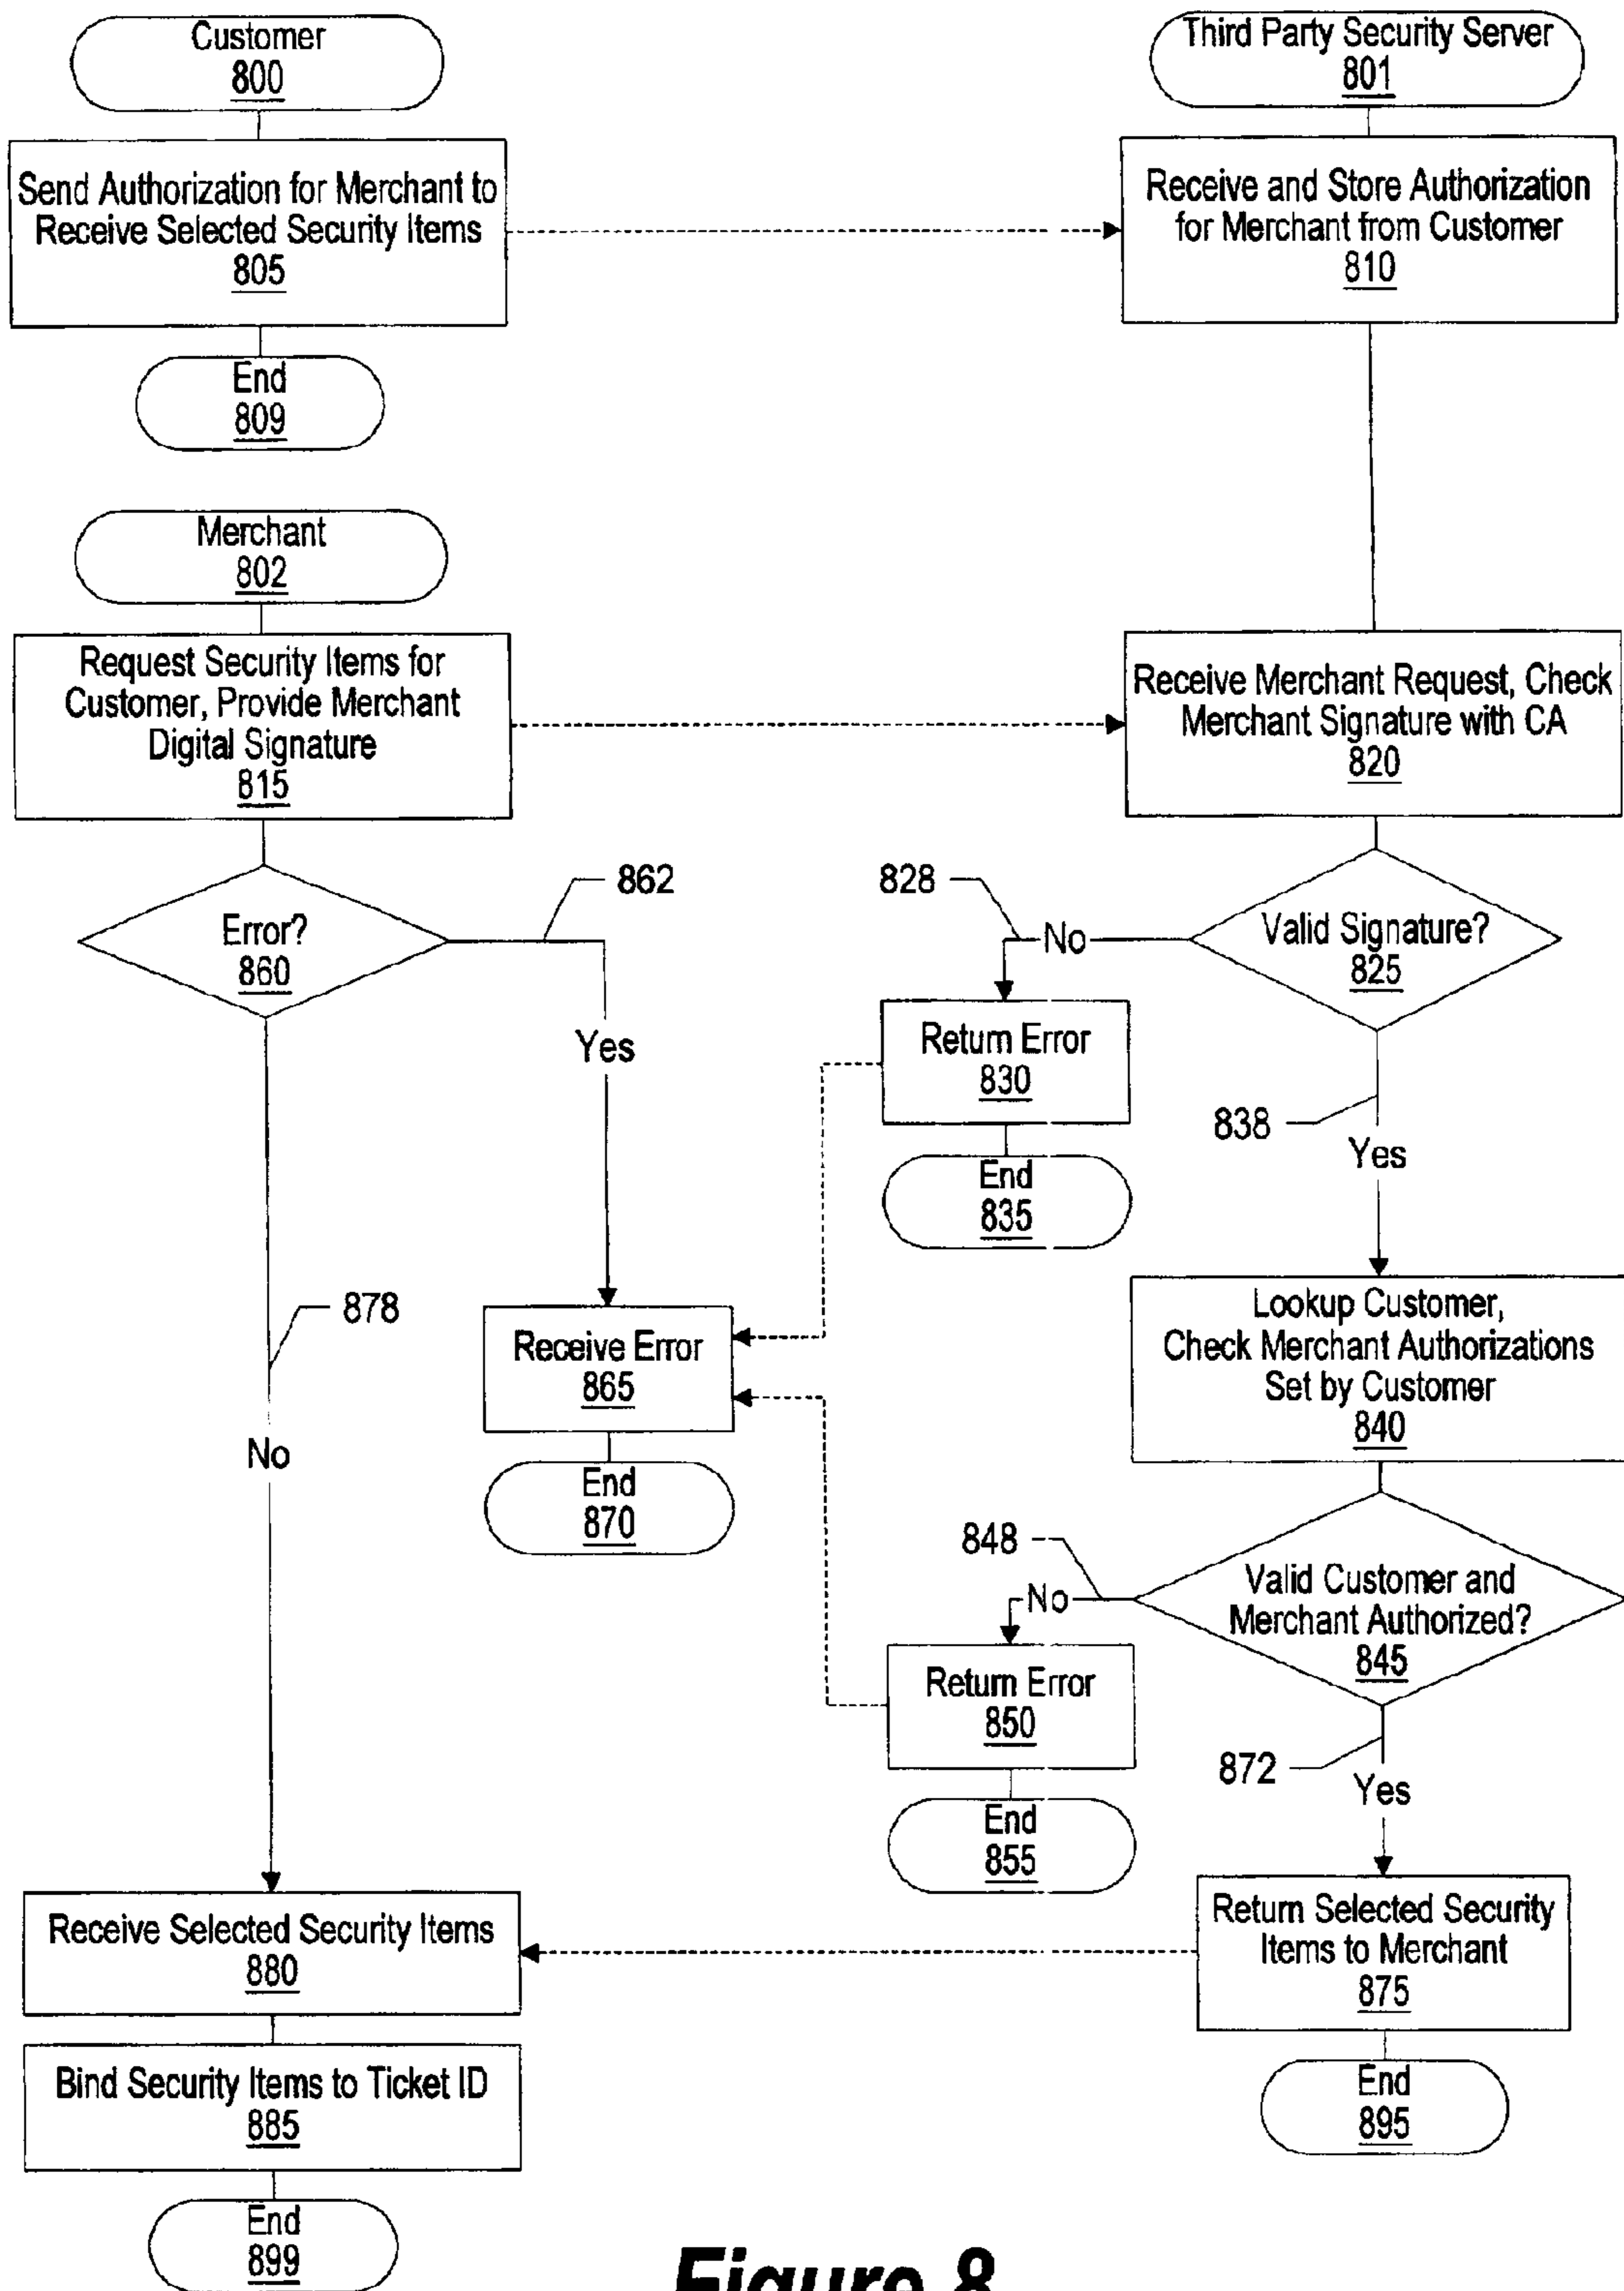 Customer
800
Third Party Security Server
801
Send Authorization for Merchant to
Receive Selected Security Items
805
Receive and Store Authorization
for Merchant from Customer
810
End
809
Merchant
802
Request Security Items for
Customer, Provide Merchant
Digital Signature
815
Receive Merchant Request, Check
Merchant Signature with CA
820
Error?
860
862
Yes
828
No
Valid Signature?
825
Return Error
830
End
835
838
Yes
878
No
Receive Error
865
End
870
Lookup Customer,
Check Merchant Authorizations
Set by Customer
840
848
No
Valid Customer and
Merchant Authorized?
845
Return Error
850
End
855
872
Yes
Receive Selected Security Items
880
Return Selected Security
Items to Merchant
875
Bind Security Items to Ticket ID
885
End
895
End
899
Figure 8